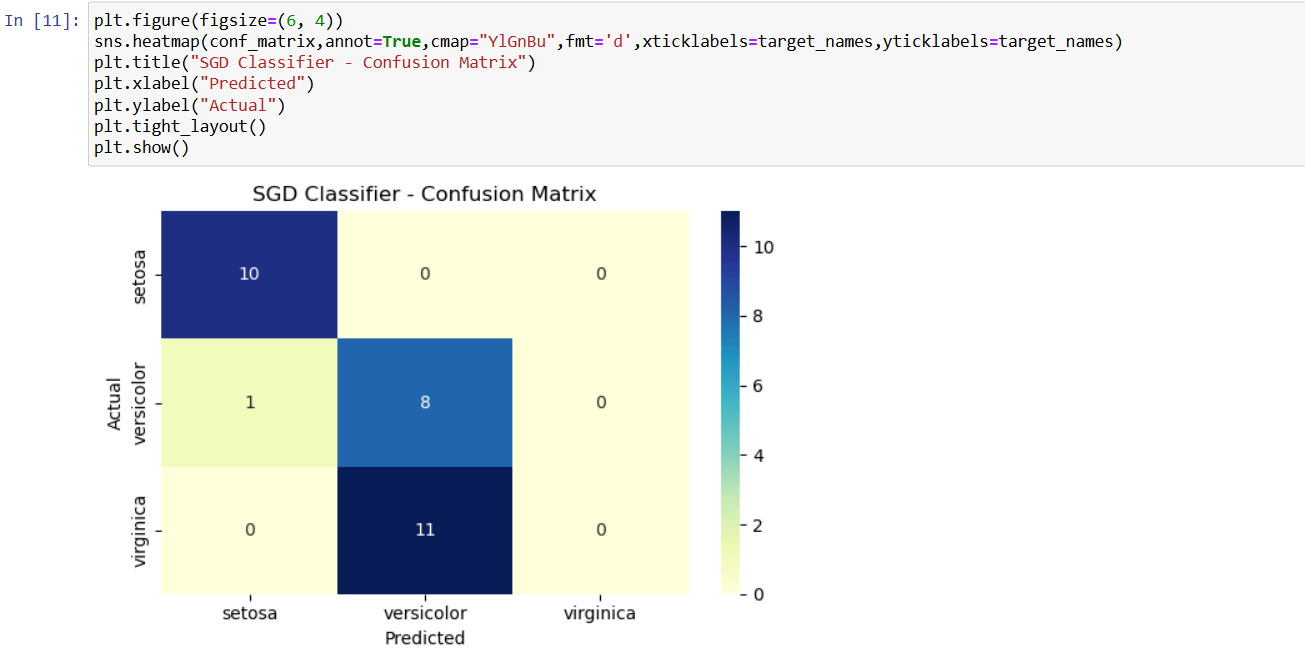 In [11]:
plt.figure(figsize=(6, 4))
sns.heatmap(conf_matrix,annot=True,cmap="YlGnBu",fmt='d',xticklabels=target_names,yticklabels=target_names)
plt.title("SGD Classifier - Confusion Matrix")
plt.xlabel("Predicted")
plt.ylabel("Actual")
plt.tight_layout()
plt.show()
SGD Classifier - Confusion Matrix
Actual
setosa
10 0 0
versicolor
1 8 0
virginica
0 11 0
setosa versicolor virginica
Predicted
10
8
6
4
2
0